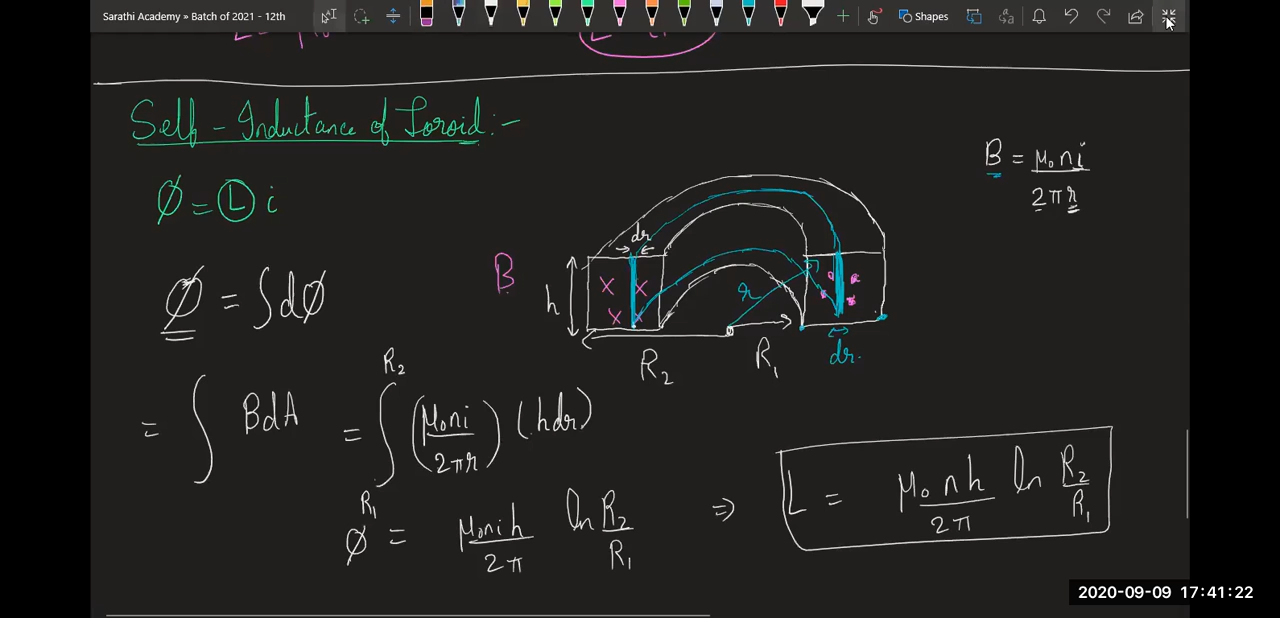 Sarathi Academy » Batch of 2021 - 12th
Shapes
Self - Inductance of Toroid :-
B = μ₀ni / 2πr
ϕ = L i
dr
B
h
x x
x x
r
ϕ = ∫dϕ
R₂
R₁
dr.
= ∫ BdA = ∫_{R₁}^{R₂} (μ₀ni / 2πr) (hdr)
ϕ = μ₀nih / 2π ln R₂/R₁ ⇒ L = μ₀nh / 2π ln R₂/R₁
2020-09-09 17:41:22